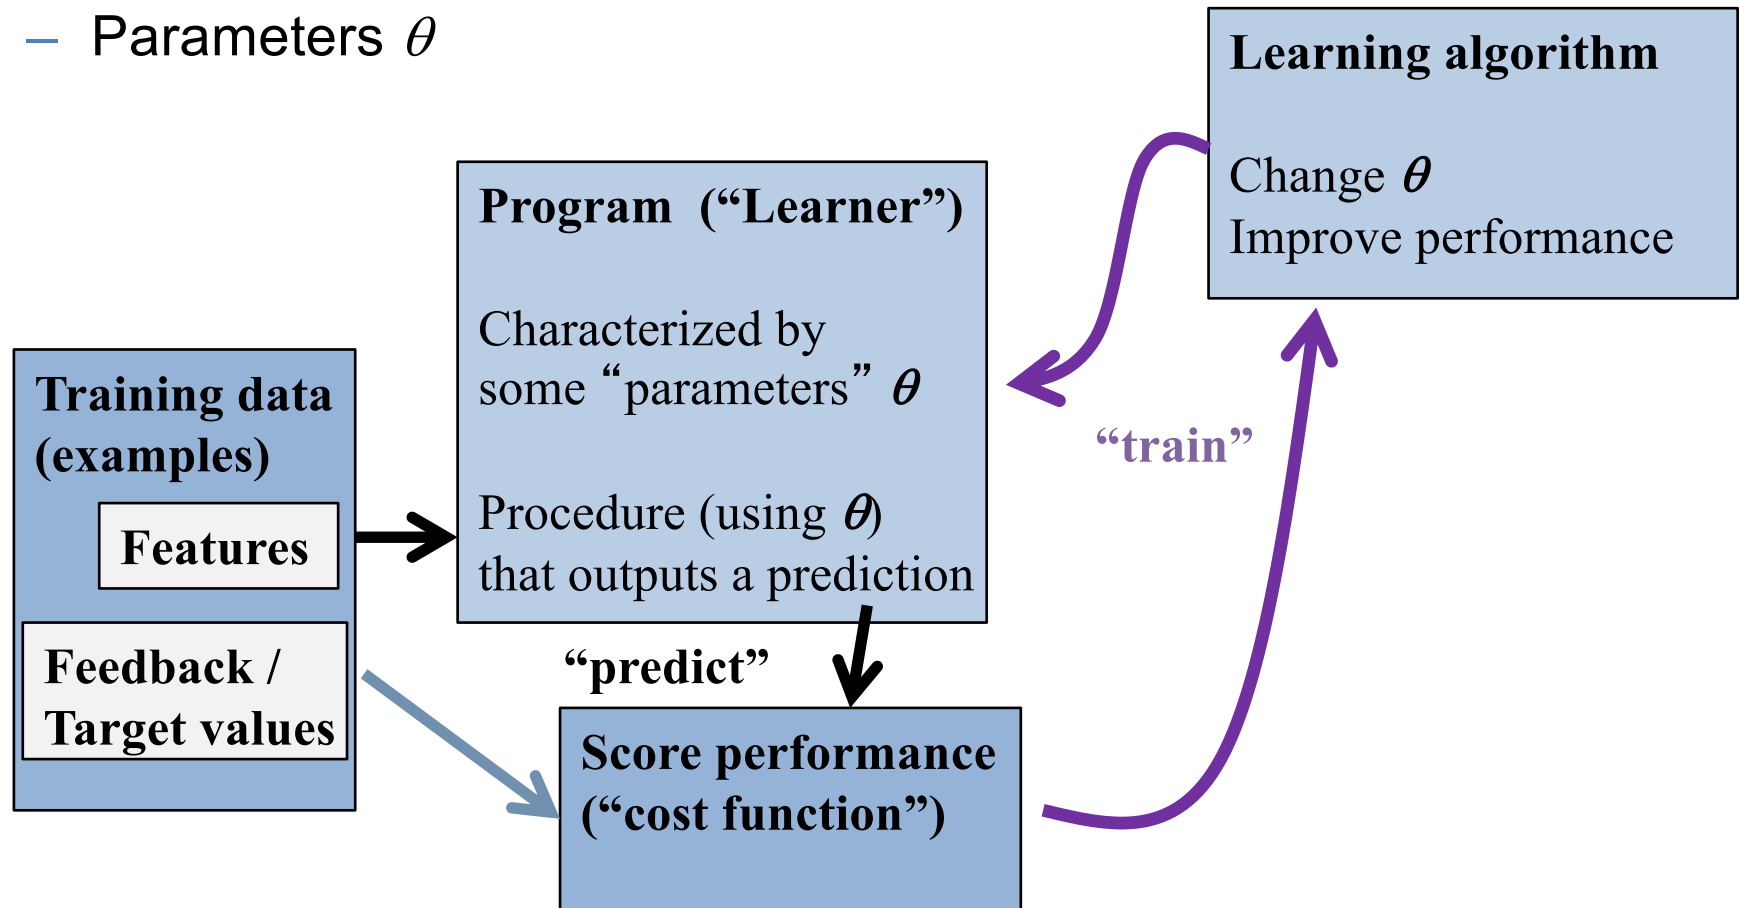 – Parameters θ
Learning algorithm
Change θ
Improve performance
Program (“Learner”)
Characterized by
some “parameters” θ
Procedure (using θ)
that outputs a prediction
Training data
(examples)
Features
Feedback /
Target values
“train”
“predict”
Score performance
(“cost function”)